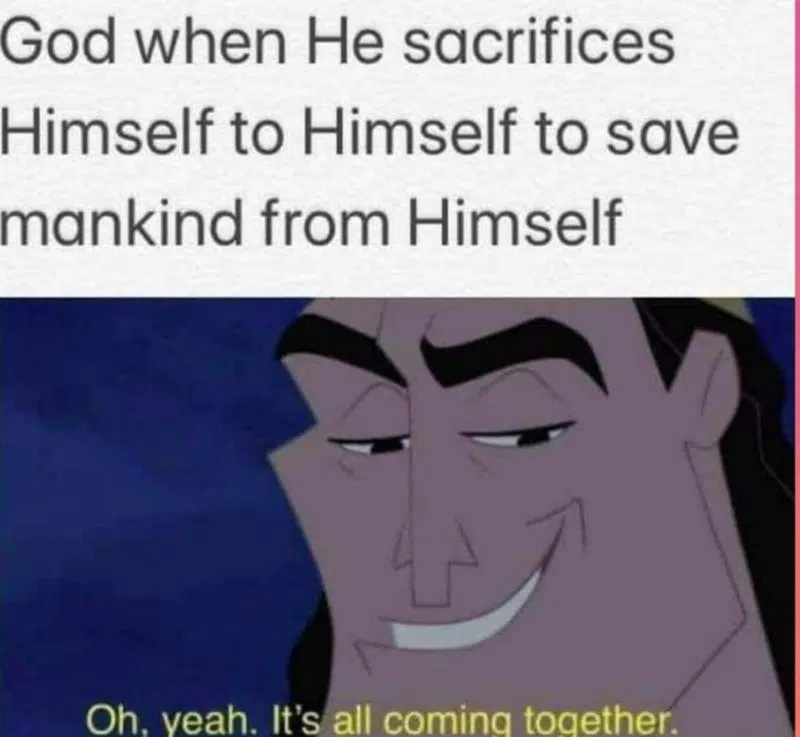 God when He sacrifices
Himself to Himself to save
mankind from Himself
Oh, yeah. It's all coming together.